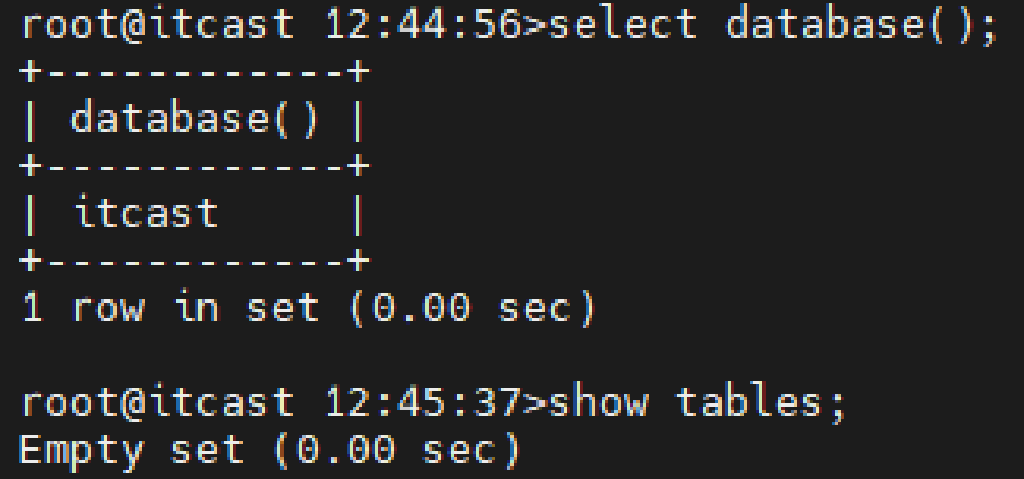 root@itcast 12:44:56>select database();
+------------+
| database() |
+------------+
| itcast     |
+------------+
1 row in set (0.00 sec)

root@itcast 12:45:37>show tables;
Empty set (0.00 sec)